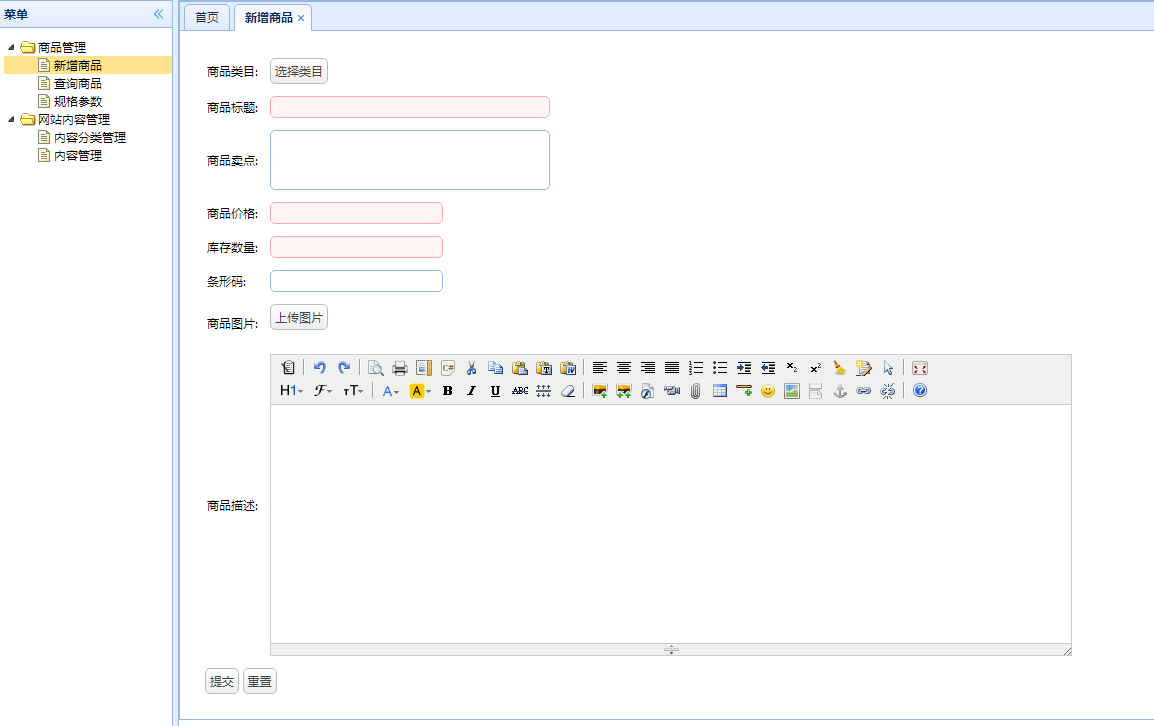 菜单
商品管理
新增商品
查询商品
规格参数
网站内容管理
内容分类管理
内容管理
首页 新增商品
商品类目: 选择类目
商品标题:
商品卖点:
商品价格:
库存数量:
条形码:
商品图片: 上传图片
C#
T W
x₂ x²
H1 F тT A A B I U ABC
商品描述:
提交 重置